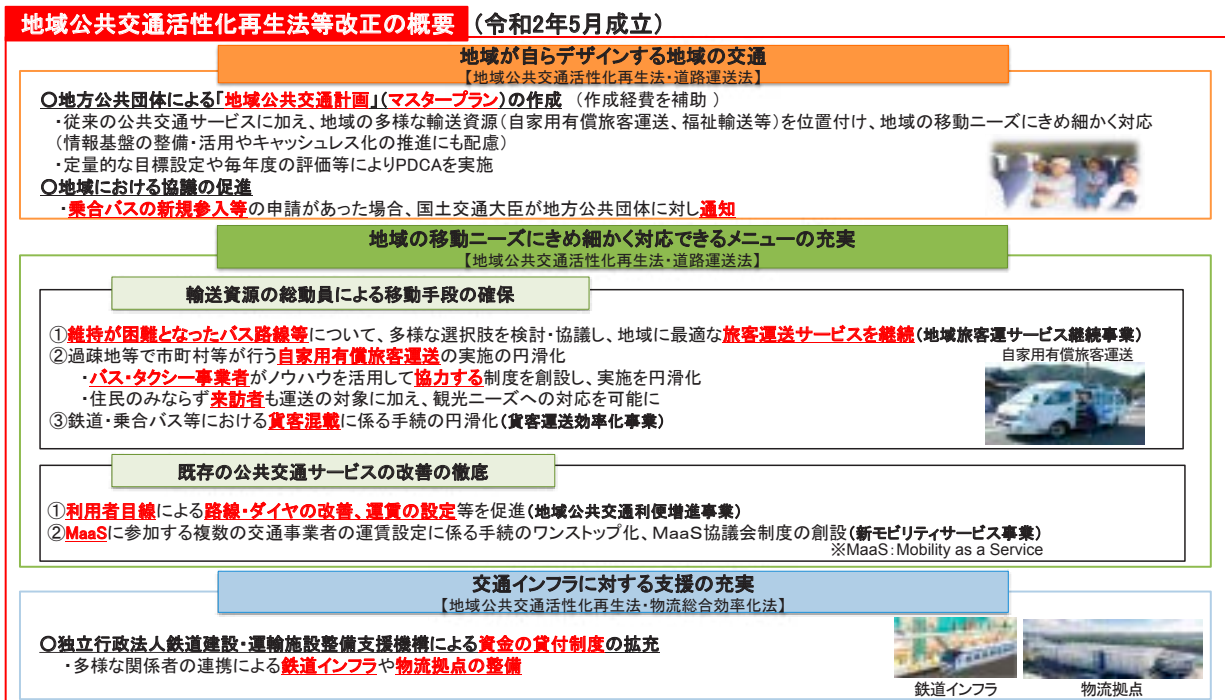 地域公共交通活性化再生法等改正の概要 (令和2年5月成立)
地域が自らデザインする地域の交通
【地域公共交通活性化再生法・道路運送法】
〇地方公共団体による「地域公共交通計画」(マスタープラン)の作成 (作成経費を補助 )
・従来の公共交通サービスに加え、地域の多様な輸送資源(自家用有償旅客運送、福祉輸送等)を位置付け、地域の移動ニーズにきめ細かく対応
(情報基盤の整備・活用やキャッシュレス化の推進にも配慮)
・定量的な目標設定や毎年度の評価等によりPDCAを実施
〇地域における協議の促進
・乗合バスの新規参入等の申請があった場合、国土交通大臣が地方公共団体に対し通知
地域の移動ニーズにきめ細かく対応できるメニューの充実
【地域公共交通活性化再生法・道路運送法】
輸送資源の総動員による移動手段の確保
①維持が困難となったバス路線等について、多様な選択肢を検討・協議し、地域に最適な旅客運送サービスを継続(地域旅客運サービス継続事業)
②過疎地等で市町村等が行う自家用有償旅客運送の実施の円滑化
自家用有償旅客運送
・バス・タクシー事業者がノウハウを活用して協力する制度を創設し、実施を円滑化
・住民のみならず来訪者も運送の対象に加え、観光ニーズへの対応を可能に
③鉄道・乗合バス等における貨客混載に係る手続の円滑化(貨客運送効率化事業)
既存の公共交通サービスの改善の徹底
①利用者目線による路線・ダイヤの改善、運賃の設定等を促進(地域公共交通利便増進事業)
②MaaSに参加する複数の交通事業者の運賃設定に係る手続のワンストップ化、MaaS協議会制度の創設(新モビリティサービス事業)
※MaaS:Mobility as a Service
交通インフラに対する支援の充実
【地域公共交通活性化再生法・物流総合効率化法】
〇独立行政法人鉄道建設・運輸施設整備支援機構による資金の貸付制度の拡充
・多様な関係者の連携による鉄道インフラや物流拠点の整備
鉄道インフラ
物流拠点